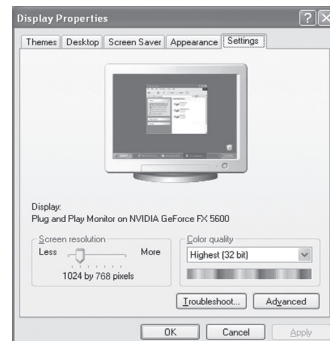 Display Properties
Themes Desktop Screen Saver Appearance Settings
Display:
Plug and Play Monitor on NVIDIA GeForce FX 5600
Screen resolution
Less More
1024 by 768 pixels
Color quality
Highest (32 bit)
Troubleshoot... Advanced
OK Cancel Apply